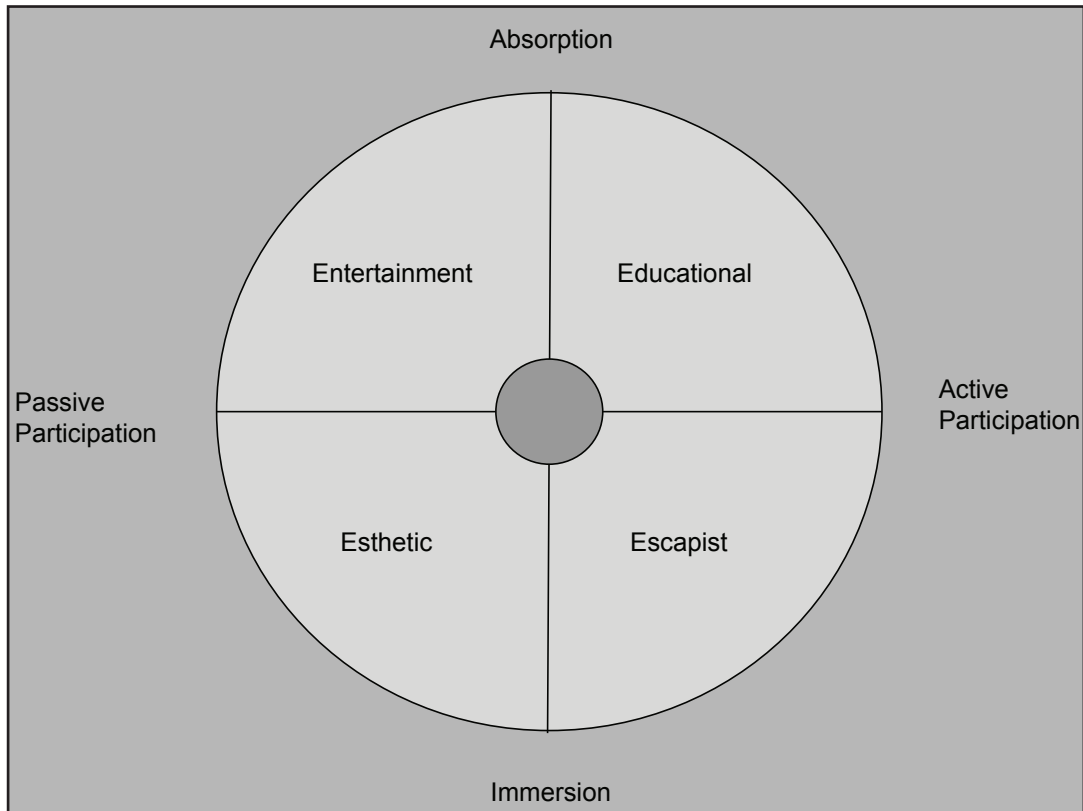 Absorption
Entertainment
Educational
Passive
Participation
Active
Participation
Esthetic
Escapist
Immersion